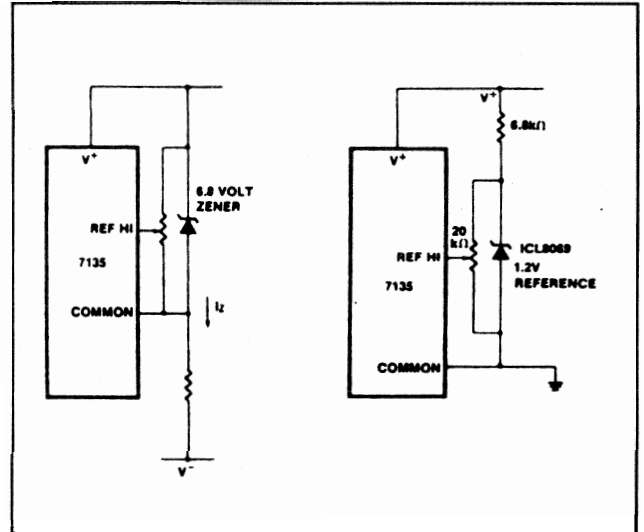 V+
6.8 VOLT
ZENER
REF HI
7135
COMMON
IZ
V-
V+
6.8kΩ
V+
20
kΩ
REF HI
ICL8069
1.2V
REFERENCE
7135
COMMON